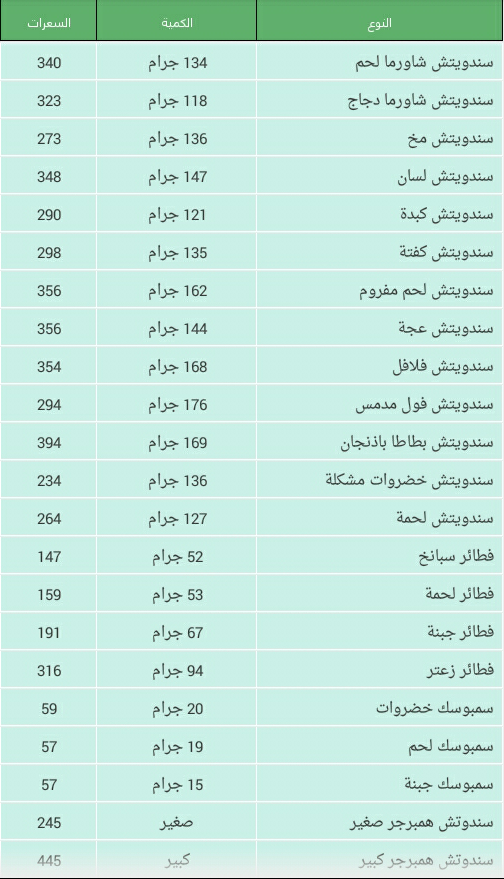 النوع الكمية السعرات
سندويتش شاورما لحم 134 جرام 340
سندويتش شاورما دجاج 118 جرام 323
سندويتش مخ 136 جرام 273
سندويتش لسان 147 جرام 348
سندويتش كبدة 121 جرام 290
سندويتش كفتة 135 جرام 298
سندويتش لحم مفروم 162 جرام 356
سندويتش عجة 144 جرام 356
سندويتش فلافل 168 جرام 354
سندويتش فول مدمس 176 جرام 294
سندويتش بطاطا باذنجان 169 جرام 394
سندويتش خضروات مشكلة 136 جرام 234
سندويتش لحمة 127 جرام 264
فطائر سبانخ 52 جرام 147
فطائر لحمة 53 جرام 159
فطائر جبنة 67 جرام 191
فطائر زعتر 94 جرام 316
سمبوسك خضروات 20 جرام 59
سمبوسك لحم 19 جرام 57
سمبوسك جبنة 15 جرام 57
سندوتش همبرجر صغير صغير 245
سندوتش همبرجر كبير كبير 445